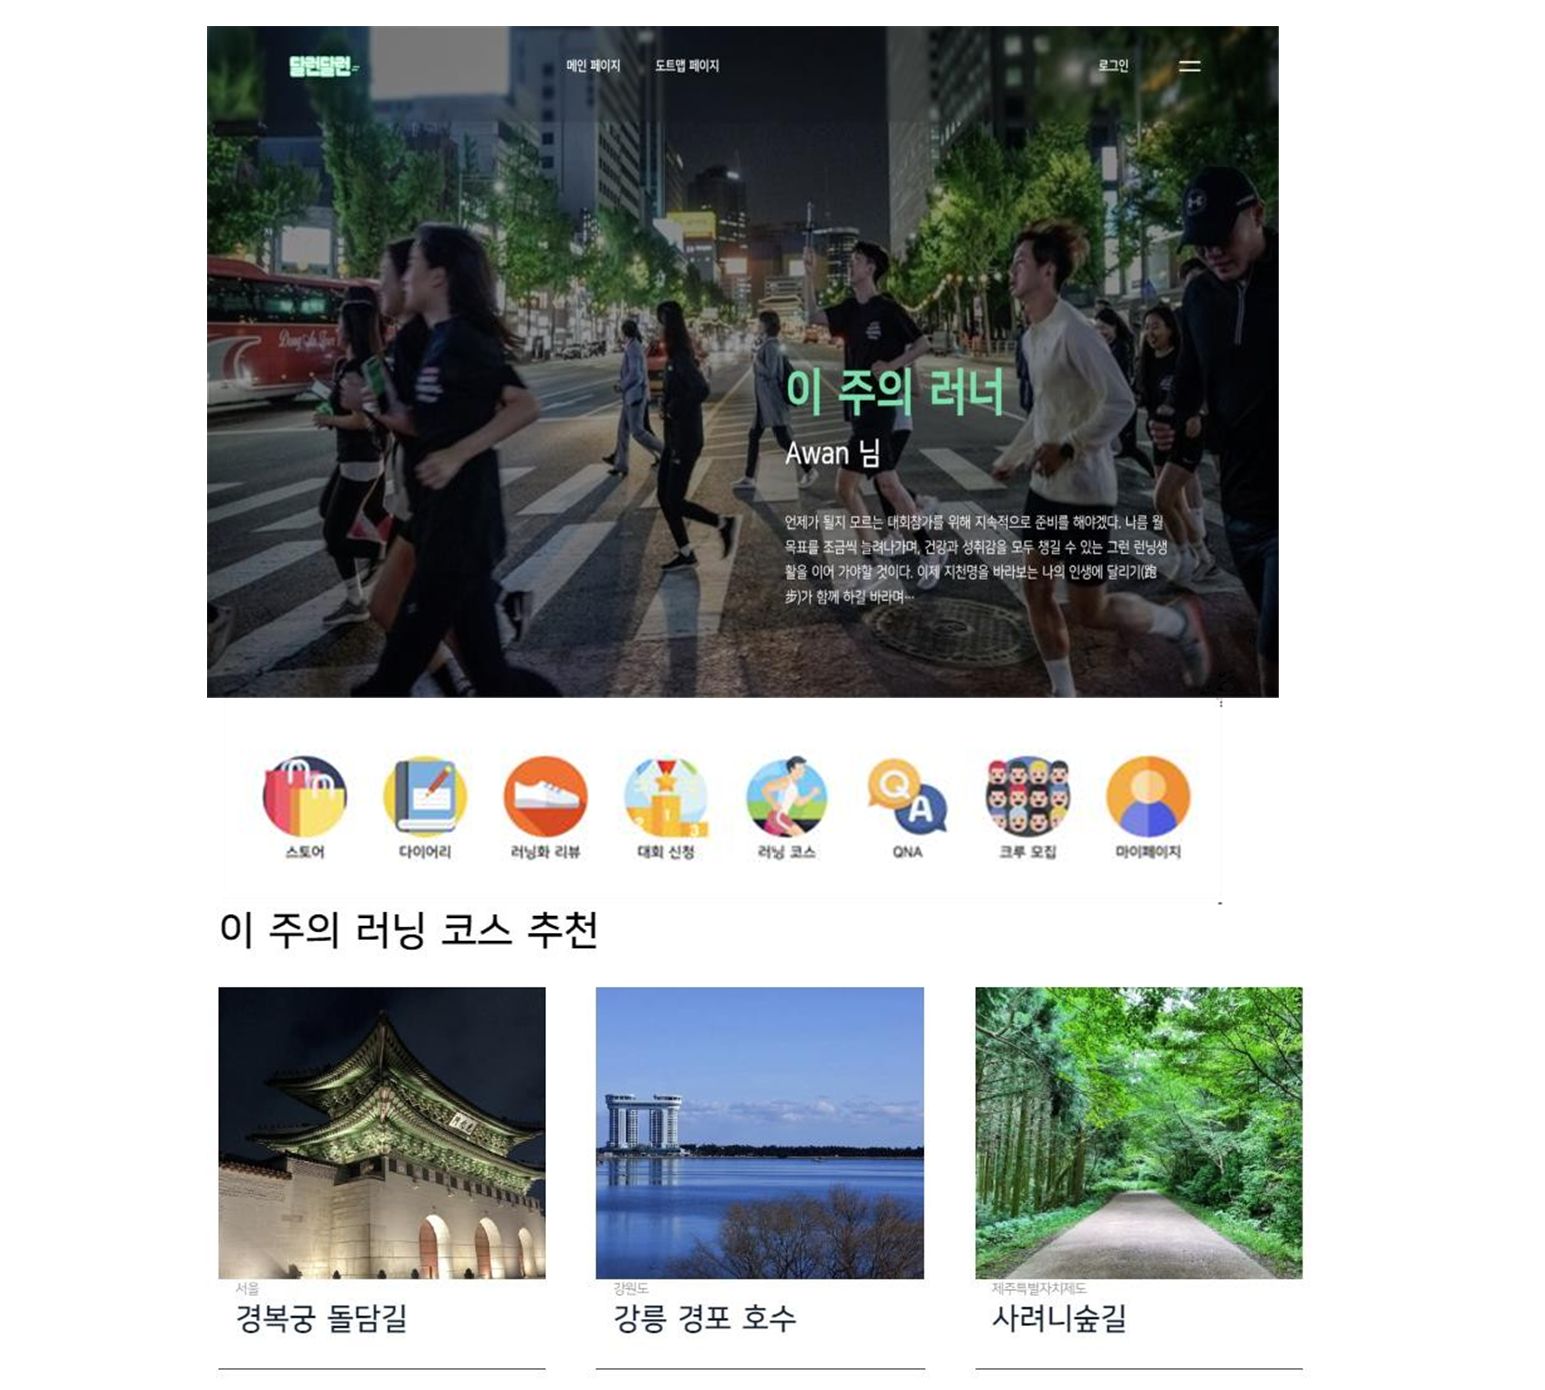 달런달런
메인 페이지
도트맵 페이지
로그인
이 주의 러너
Awan 님
언제가 될지 모르는 대회참가를 위해 지속적으로 준비를 해야겠다. 나름 월
목표를 조금씩 늘려나가며, 건강과 성취감을 모두 챙길 수 있는 그런 런닝생
활을 이어 가야할 것이다. 이제 지천명을 바라보는 나의 인생에 달리기(跑
步)가 함께 하길 바라며…
스토어
다이어리
러닝화 리뷰
대회 신청
러닝 코스
QNA
크루 모집
마이페이지
이 주의 러닝 코스 추천
서울
경복궁 돌담길
강원도
강릉 경포 호수
제주특별자치제도
사려니숲길